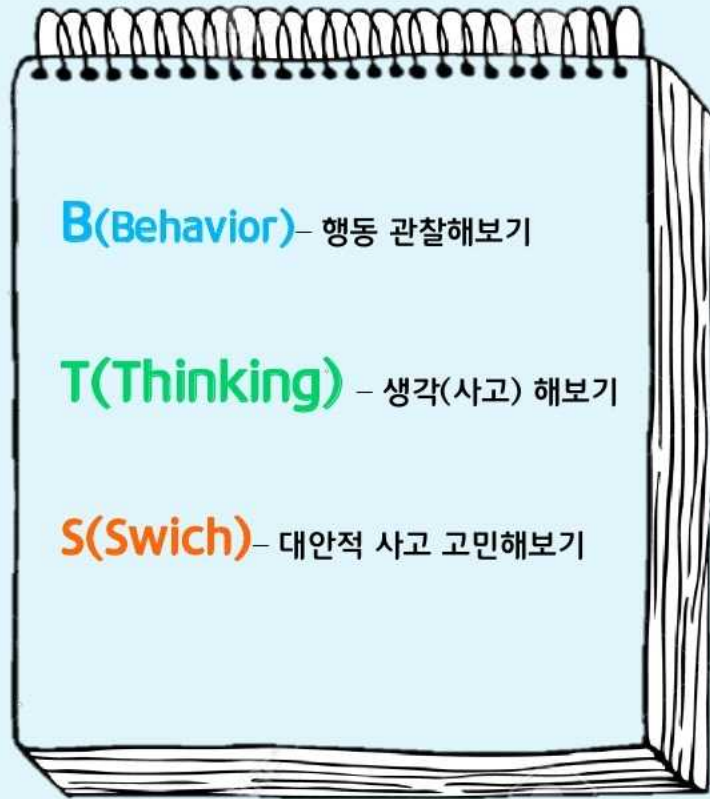 B(Behavior)– 행동 관찰해보기
T(Thinking) – 생각(사고) 해보기
S(Swich)– 대안적 사고 고민해보기